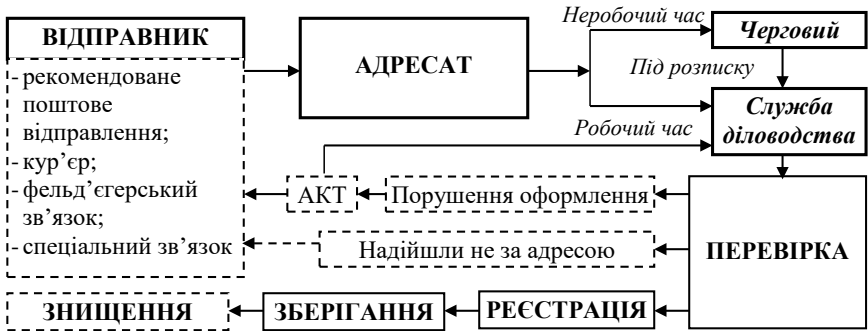 ВІДПРАВНИК
- рекомендоване
поштове
відправлення;
- кур’єр;
- фельд’єгерський
зв’язок;
- спеціальний зв’язок
АДРЕСАТ
Неробочий час
Черговий
Під розписку
Служба
діловодства
Робочий час
АКТ
Порушення оформлення
Надійшли не за адресою
ПЕРЕВІРКА
ЗНИЩЕННЯ
ЗБЕРІГАННЯ
РЕЄСТРАЦІЯ